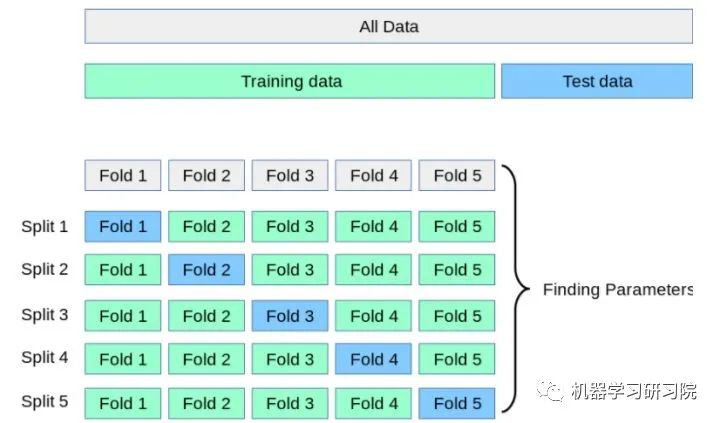 All Data
Training data Test data
Fold 1 Fold 2 Fold 3 Fold 4 Fold 5
Split 1 Fold 1 Fold 2 Fold 3 Fold 4 Fold 5
Split 2 Fold 1 Fold 2 Fold 3 Fold 4 Fold 5
Finding Parameters
Split 3 Fold 1 Fold 2 Fold 3 Fold 4 Fold 5
Split 4 Fold 1 Fold 2 Fold 3 Fold 4 Fold 5
Split 5 Fold 1 Fold 2 Fold 3 Fold 4 Fold 5
机器学习研习院